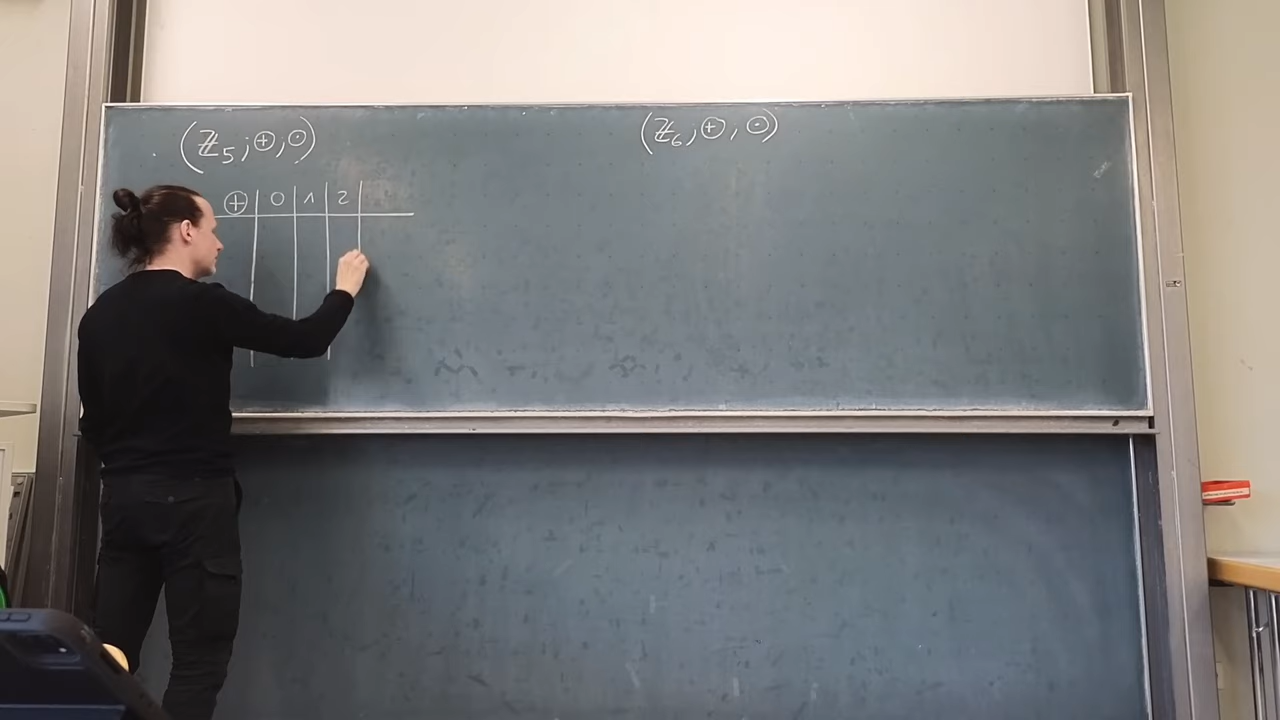 (ℤ₅; ⊕, ⊙)
(ℤ₆; ⊕, ⊙)
⊕ | 0 | 1 | 2 |